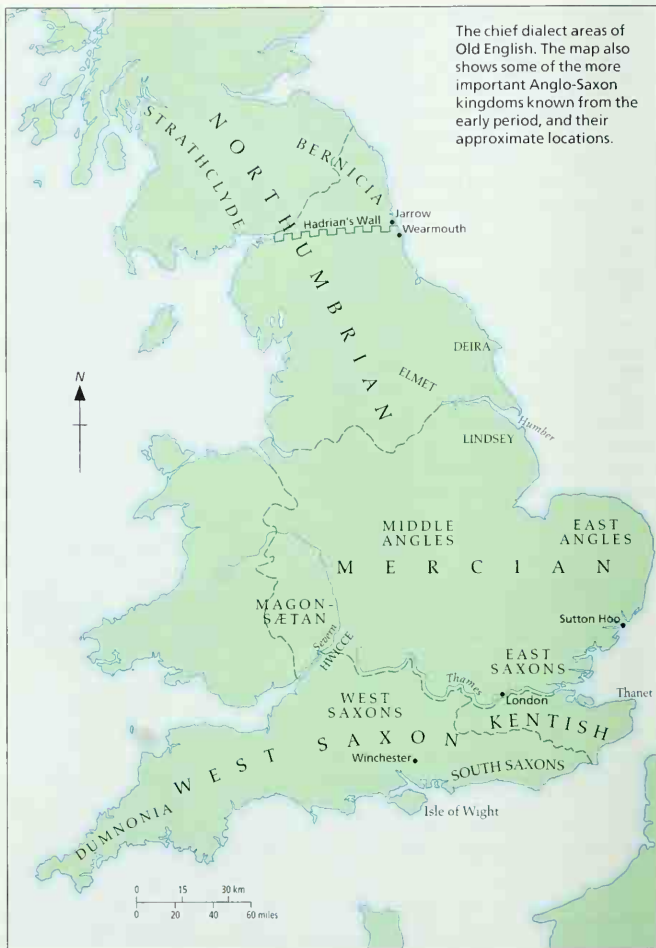 The chief dialect areas of
Old English. The map also
shows some of the more
important Anglo-Saxon
kingdoms known from the
early period, and their
approximate locations.
NORTHUMBRIAN
STRATHCLYDE
BERNICIA
Hadrian's Wall
Jarrow
Wearmouth
DEIRA
ELMET
N
Humber
LINDSEY
MIDDLE
ANGLES
EAST
ANGLES
MERCIAN
MAGON-
SÆTAN
Severn
HWICCE
Sutton Hoo
EAST
SAXONS
Thames
London
Thanet
WEST
SAXONS
KENTISH
WEST SAXON
Winchester
SOUTH SAXONS
Isle of Wight
DUMNONIA
0 15 30 km
0 20 40 60 miles